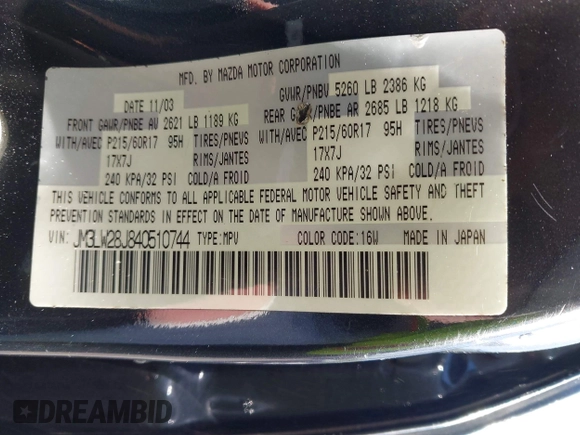 MFD. BY MAZDA MOTOR CORPORATION
DATE 11/03 GVWR/PNBV 5260 LB 2386 KG
FRONT GAWR/PNBE AV 2621 LB 1189 KG REAR GAWR/PNBE AR 2685 LB 1218 KG
WITH/AVEC P215/60R17 95H TIRES/PNEVS WITH/AVEC P215/60R17 95H TIRES/PNEVS
17X7J RIMS/JANTES 17X7J RIMS/JANTES
240 KPA/32 PSI COLD/A FROID 240 KPA/32 PSI COLD/A FROID
THIS VEHICLE CONFORMS TO ALL APPLICABLE FEDERAL MOTOR VEHICLE SAFETY AND THEFT
PREVENTION STANDARDS IN EFFECT ON THE DATE OF MANUFACTURE SHOWN ABOVE.
VIN: JM3LW28J840510744 TYPE:MPV COLOR CODE:16W MADE IN JAPAN
DREAMBID